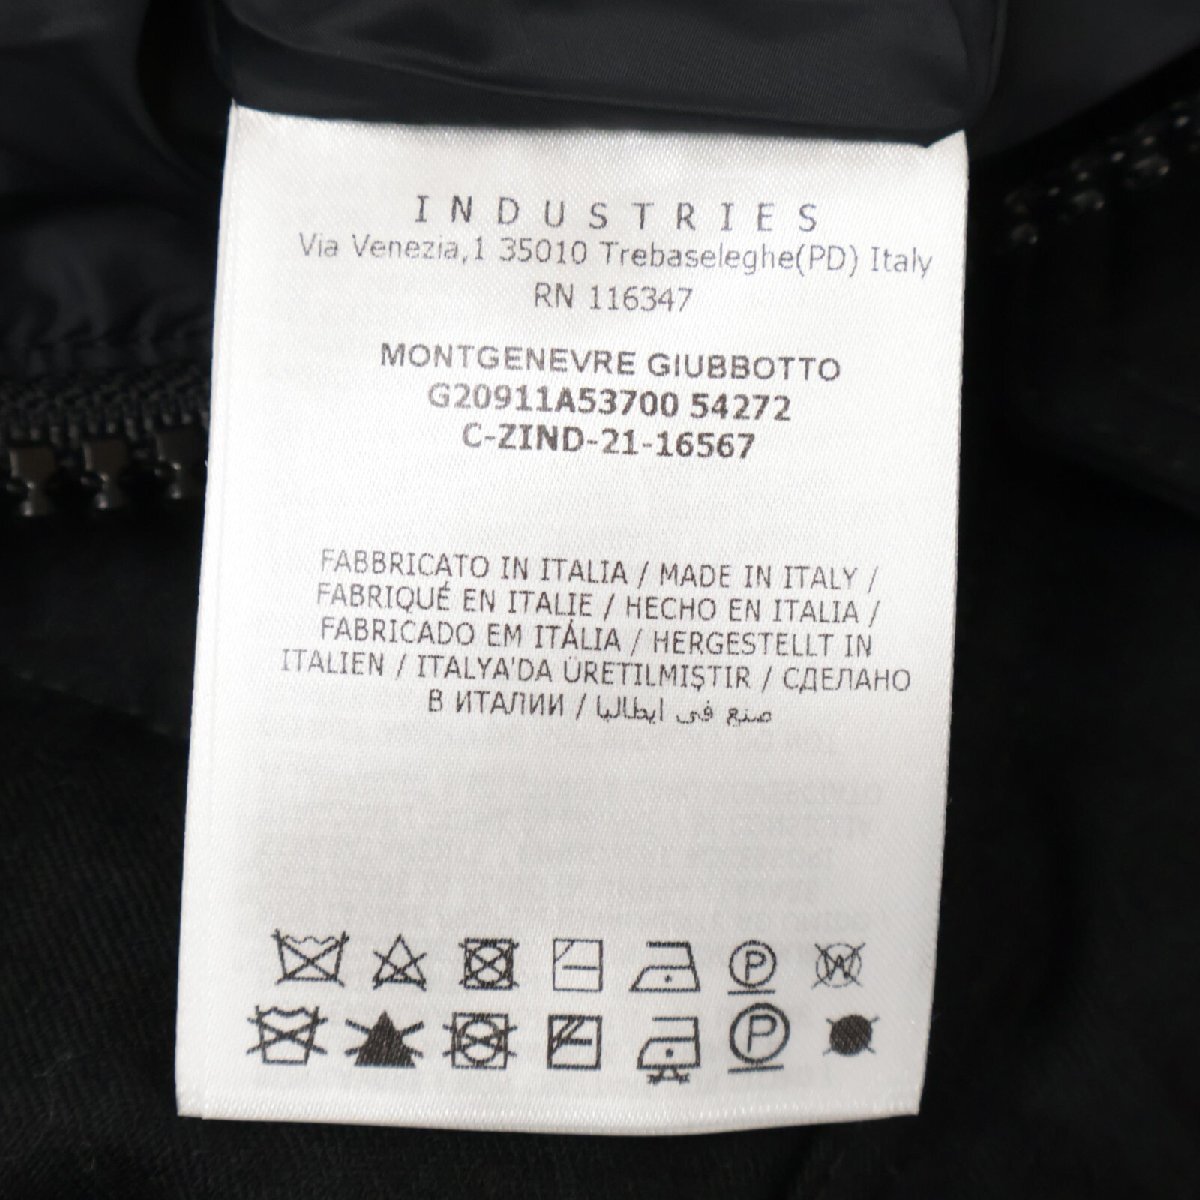 INDUSTRIES
Via Venezia,1 35010 Trebaseleghe(PD) Italy
RN 116347
MONTGENEVRE GIUBBOTTO
G20911A53700 54272
C-ZIND-21-16567
FABBRICATO IN ITALIA / MADE IN ITALY /
FABRIQUÉ EN ITALIE / HECHO EN ITALIA /
FABRICADO EM ITÁLIA / HERGESTELLT IN
ITALIEN / ITALYA'DA ÜRETILMIŞTIR / СДЕЛАНО
В ИТАЛИИ / صنع في ايطاليا
P W
P